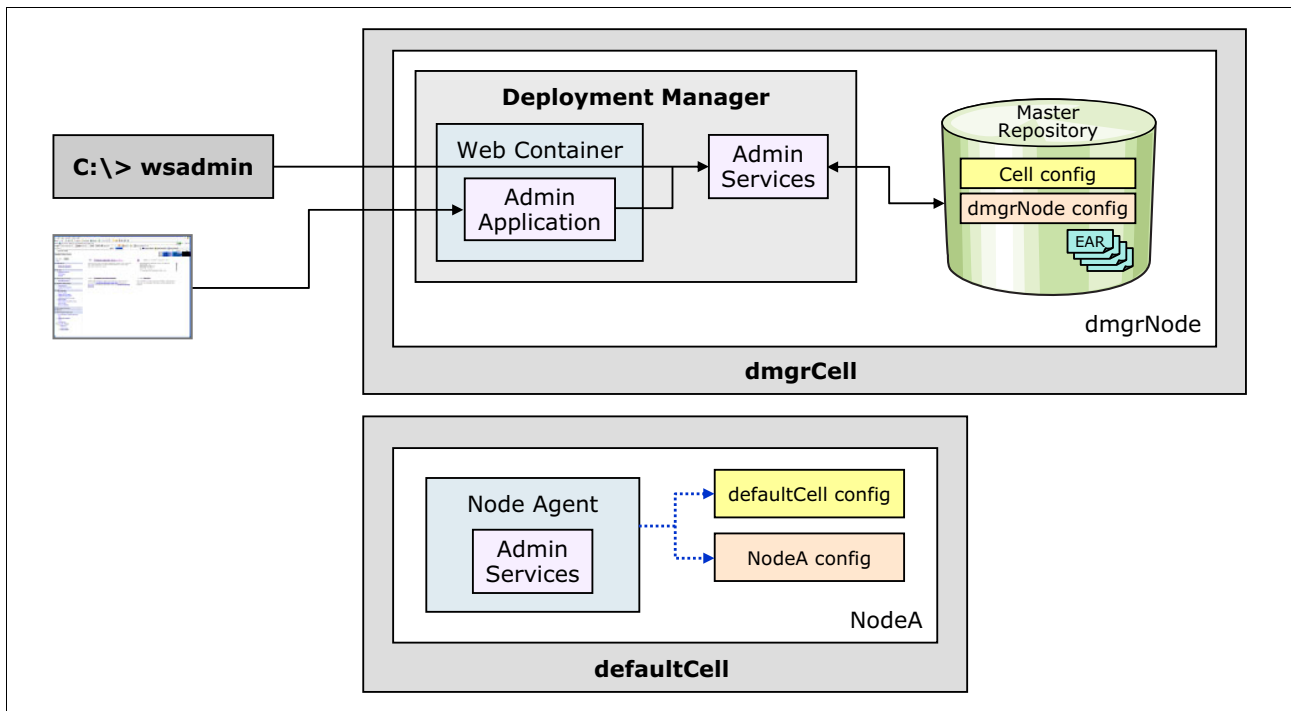 Deployment Manager
C:\> wsadmin
Web Container
Admin
Application
Admin
Services
Master
Repository
Cell config
dmgrNode config
EAR
dmgrNode
dmgrCell
Node Agent
Admin
Services
defaultCell config
NodeA config
NodeA
defaultCell